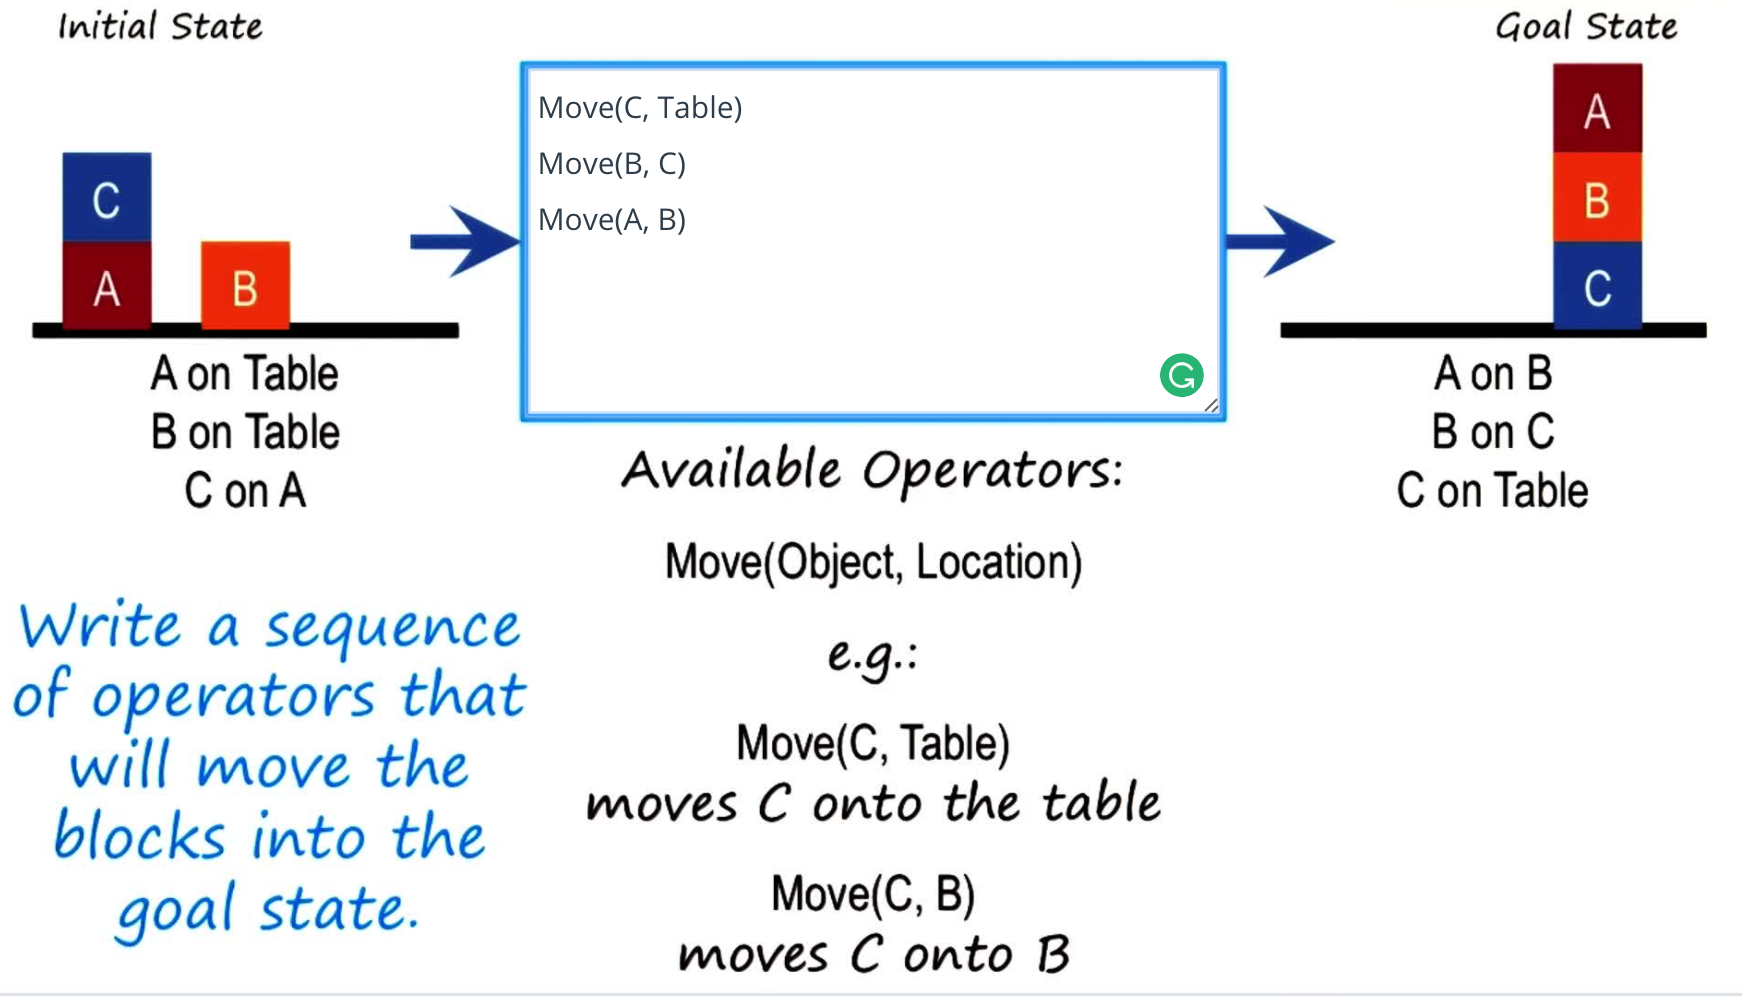 Initial State
Goal State
Move(C, Table)
Move(B, C)
Move(A, B)
C
A
B
A
B
C
G
A on Table
B on Table
C on A
A on B
B on C
C on Table
Available Operators:
Move(Object, Location)
e.g.:
Move(C, Table)
moves C onto the table
Move(C, B)
moves C onto B
Write a sequence
of operators that
will move the
blocks into the
goal state.